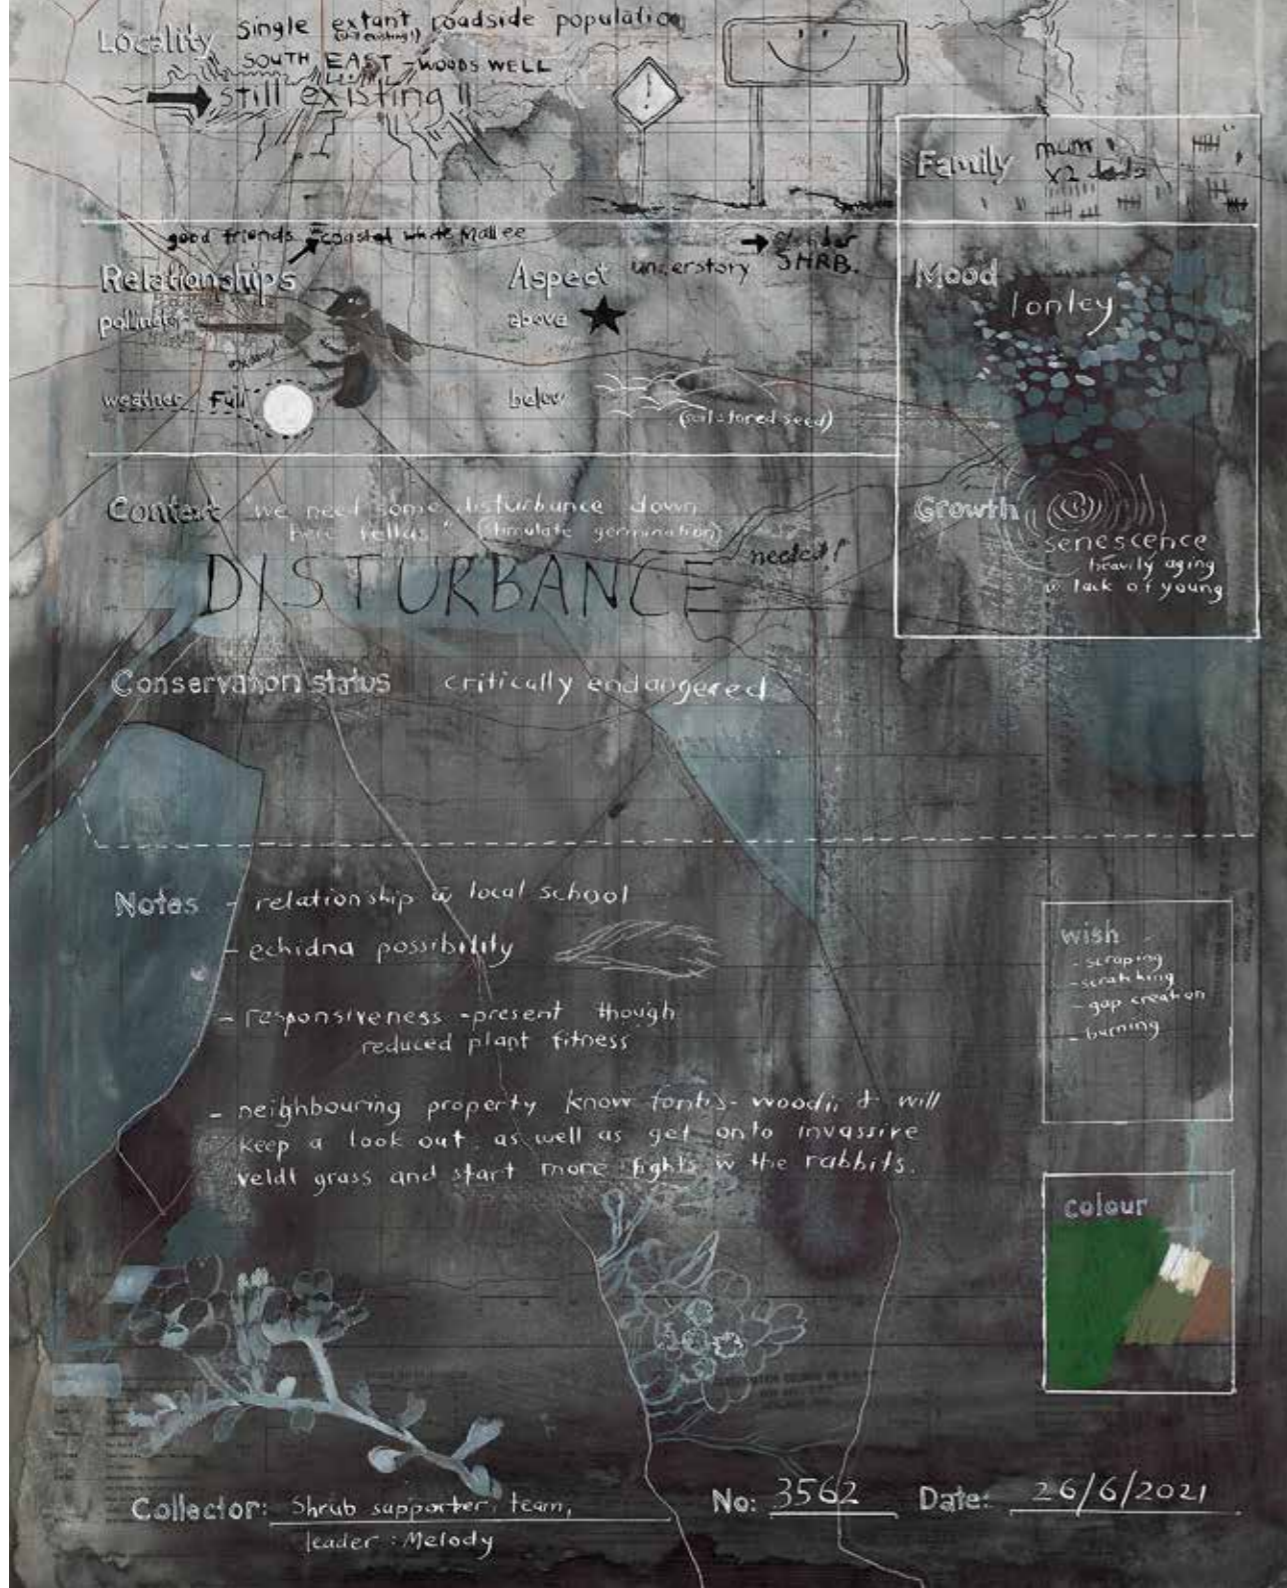 Locality
Single extant roadside population
(still existing!)
SOUTH EAST - WOODS WELL
still existing!!
!
Family
mum
x2 dads
good friends
coastal white Mallee
Relationships
pollinator
example
weather Full
Aspect
understory
SHRB.
above
below
(soil stored seed)
Mood
lonley
Context
"we need some disturbance down
here fellas" (stimulate germination)
DISTURBANCE
needed!
Growth
senescence
heavily aging
w lack of young
Conservation status critically endangered
Notes - relationship w local school
- echidna possibility
- responsiveness - present though
reduced plant fitness
- neighbouring property know fontis-woodii & will
keep a look out. as well as get onto invassive
veldt grass and start more fights w the rabbits.
wish
- scraping
- scratching
- gap creation
- burning
colour
Collector: Shrub supporter, team,
leader : Melody
No: 3562
Date: 26/6/2021